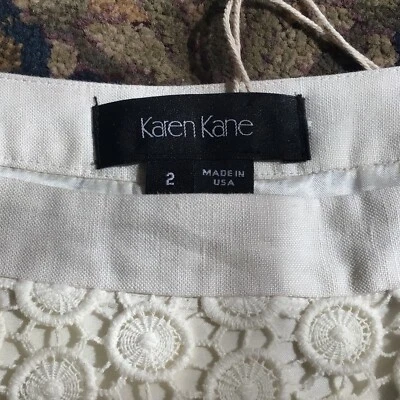 Karen Kane
2
MADE IN
USA